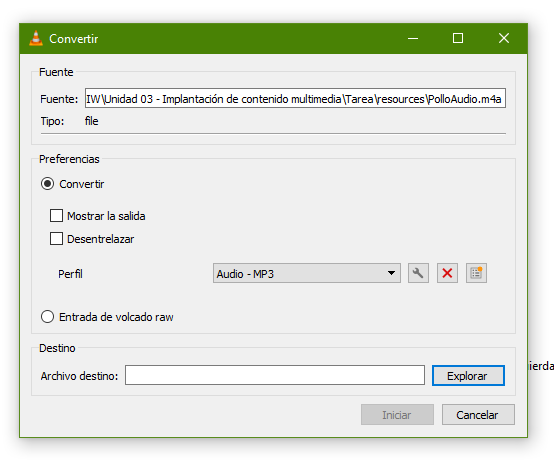 Convertir
Fuente
Fuente: IW\Unidad 03 - Implantación de contenido multimedia\Tarea\resources\PolloAudio.m4a
Tipo: file
Preferencias
Convertir
Mostrar la salida
Desentrelazar
Perfil Audio - MP3
Entrada de volcado raw
Destino
Archivo destino: Explorar
ierda
Iniciar Cancelar